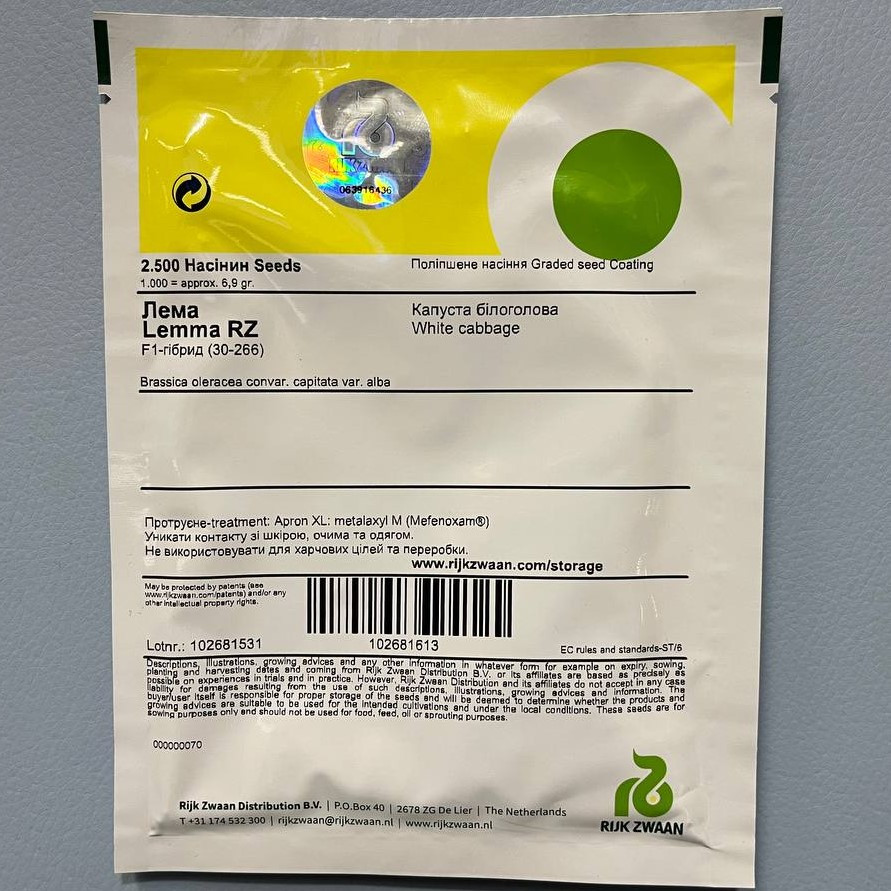 RIJK ZWAAN
063916436
2.500 Насінин Seeds
Поліпшене насіння Graded seed Coating
1.000 = approx. 6,9 gr.
Лема
Капуста білоголова
Lemma RZ
White cabbage
F1-гібрид (30-266)
Brassica oleracea convar. capitata var. alba
Протруєне-treatment: Apron XL: metalaxyl M (Mefenoxam®)
Уникати контакту зі шкірою, очима та одягом.
Не використовувати для харчових цілей та переробки.
www.rijkzwaan.com/storage
May be protected by patents (see
www.rijkzwaan.com/patents) and/or any
other intellectual property rights.
Lotnr.: 102681531
102681613
EC rules and standards-ST/6
Descriptions, illustrations, growing advices and any other information in whatever form for example on expiry, sowing,
planting and harvesting dates and coming from Rijk Zwaan Distribution B.V. or its affiliates are based as precisely as
possible on experiences in trials and in practice. However, Rijk Zwaan Distribution and its affiliates do not accept in any case
liability for damages resulting from the use of such descriptions, illustrations, growing advices and information. The
buyer/user itself is responsible for proper storage of the seeds and will be deemed to determine whether the products and
growing advices are suitable to be used for the intended cultivations and under the local conditions. These seeds are for
sowing purposes only and should not be used for food, feed, oil or sprouting purposes.
000000070
Rijk Zwaan Distribution B.V. | P.O.Box 40 | 2678 ZG De Lier | The Netherlands
T +31 174 532 300 | rijkzwaan@rijkzwaan.nl | www.rijkzwaan.nl
RIJK ZWAAN